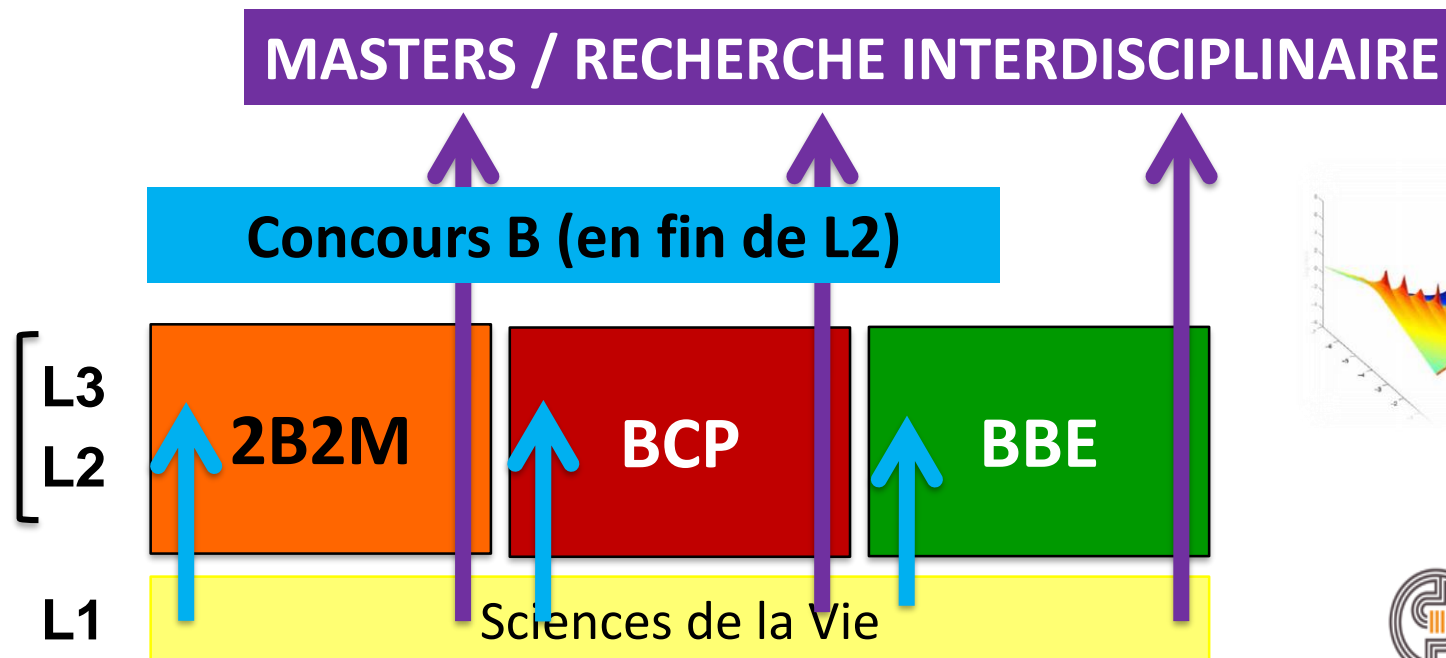 MASTERS / RECHERCHE INTERDISCIPLINAIRE
Concours B (en fin de L2)
L3
L2
2B2M
BCP
BBE
L1
Sciences de la Vie